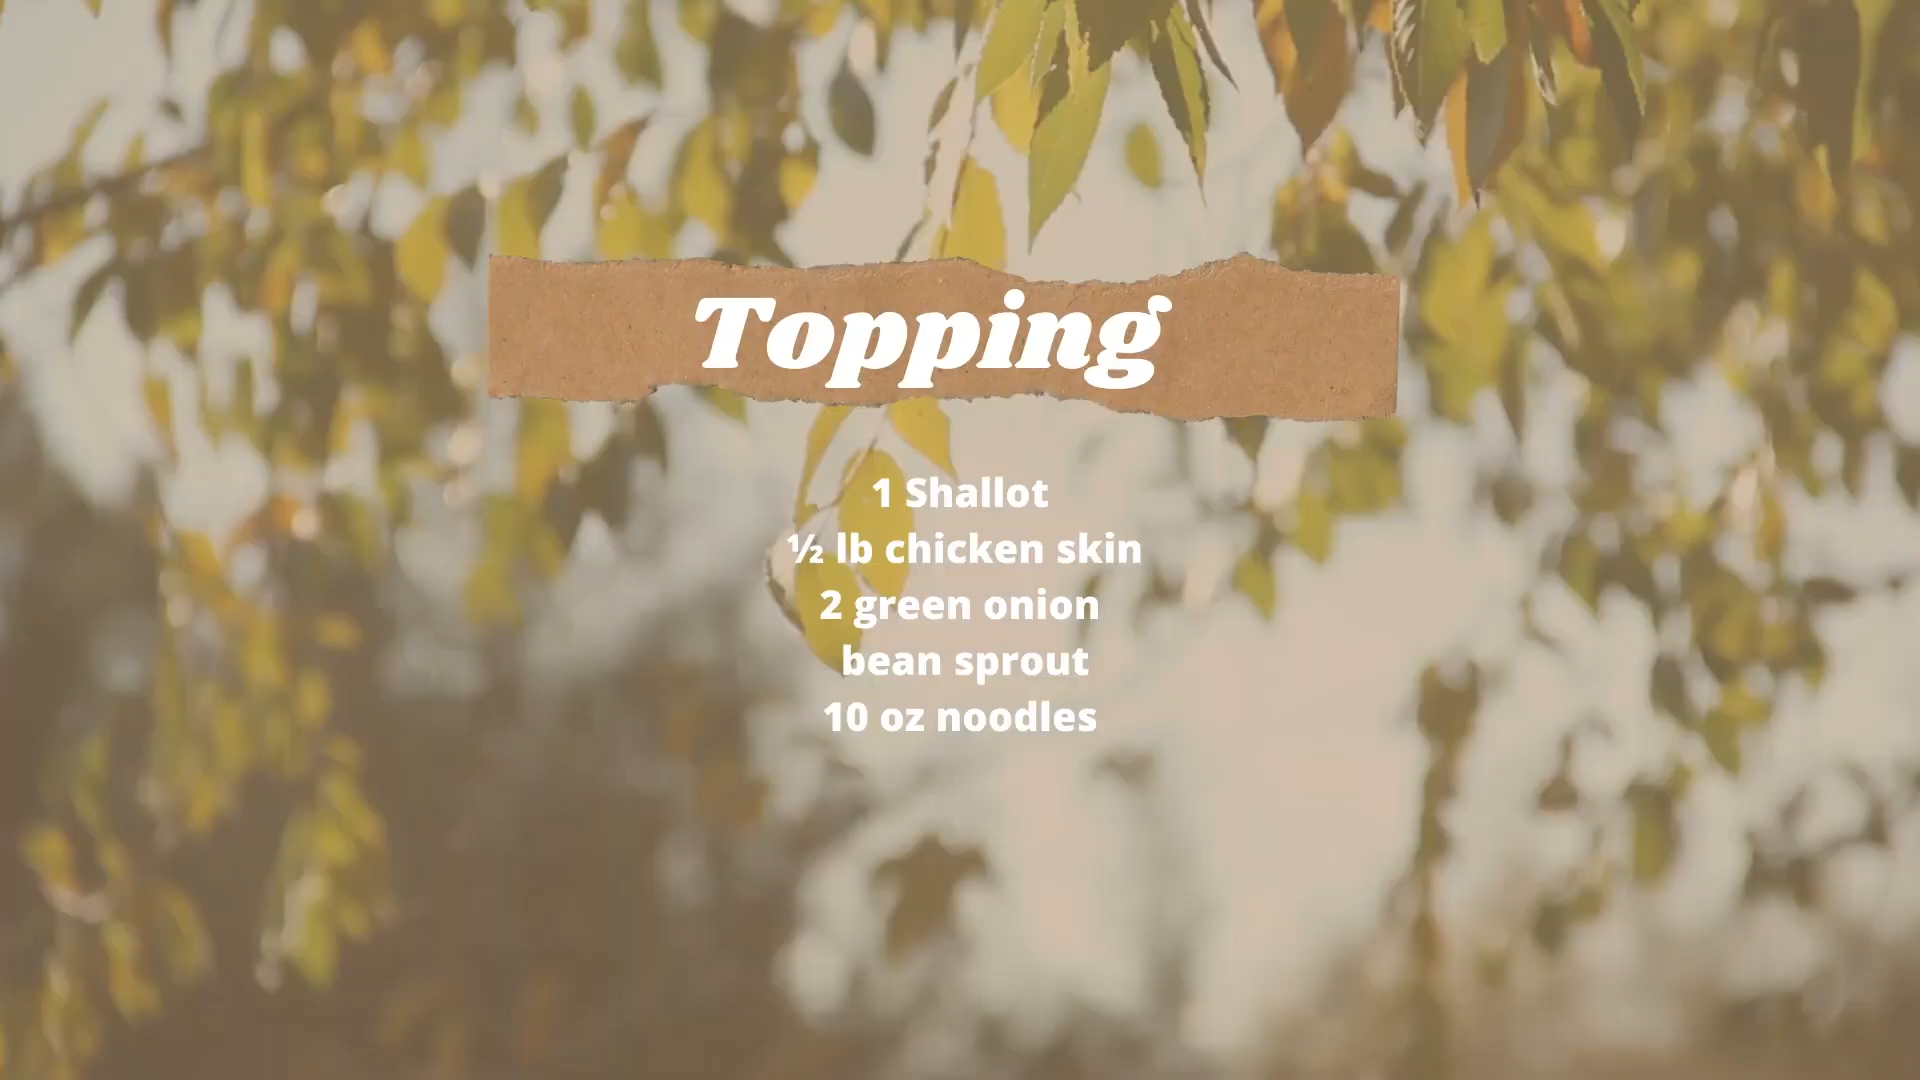 Topping
1 Shallot
½ lb chicken skin
2 green onion
bean sprout
10 oz noodles